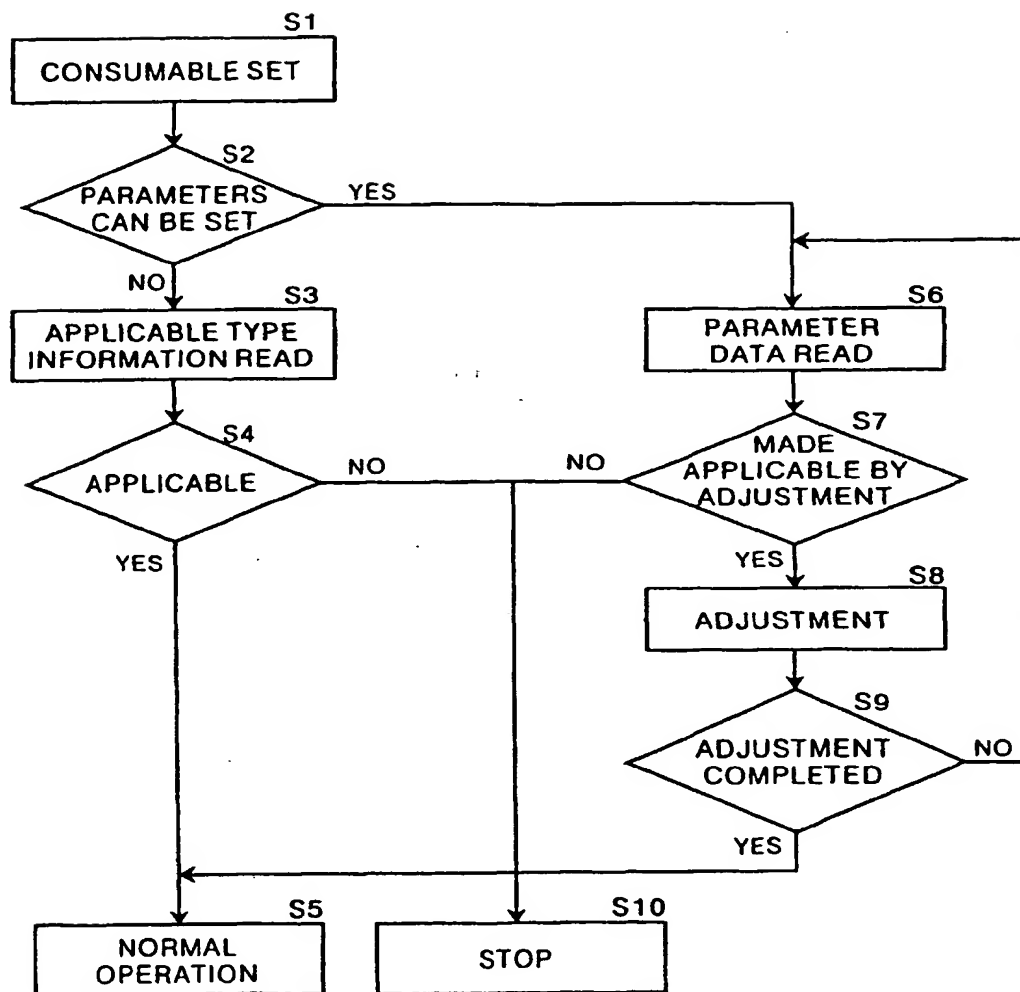 S1
CONSUMABLE SET
S2
PARAMETERS
CAN BE SET
YES
NO
S3
APPLICABLE TYPE
INFORMATION READ
S4
APPLICABLE
NO
YES
S6
PARAMETER
DATA READ
S7
MADE
APPLICABLE BY
ADJUSTMENT
NO
YES
S8
ADJUSTMENT
S9
ADJUSTMENT
COMPLETED
NO
YES
S5
NORMAL
OPERATION
S10
STOP